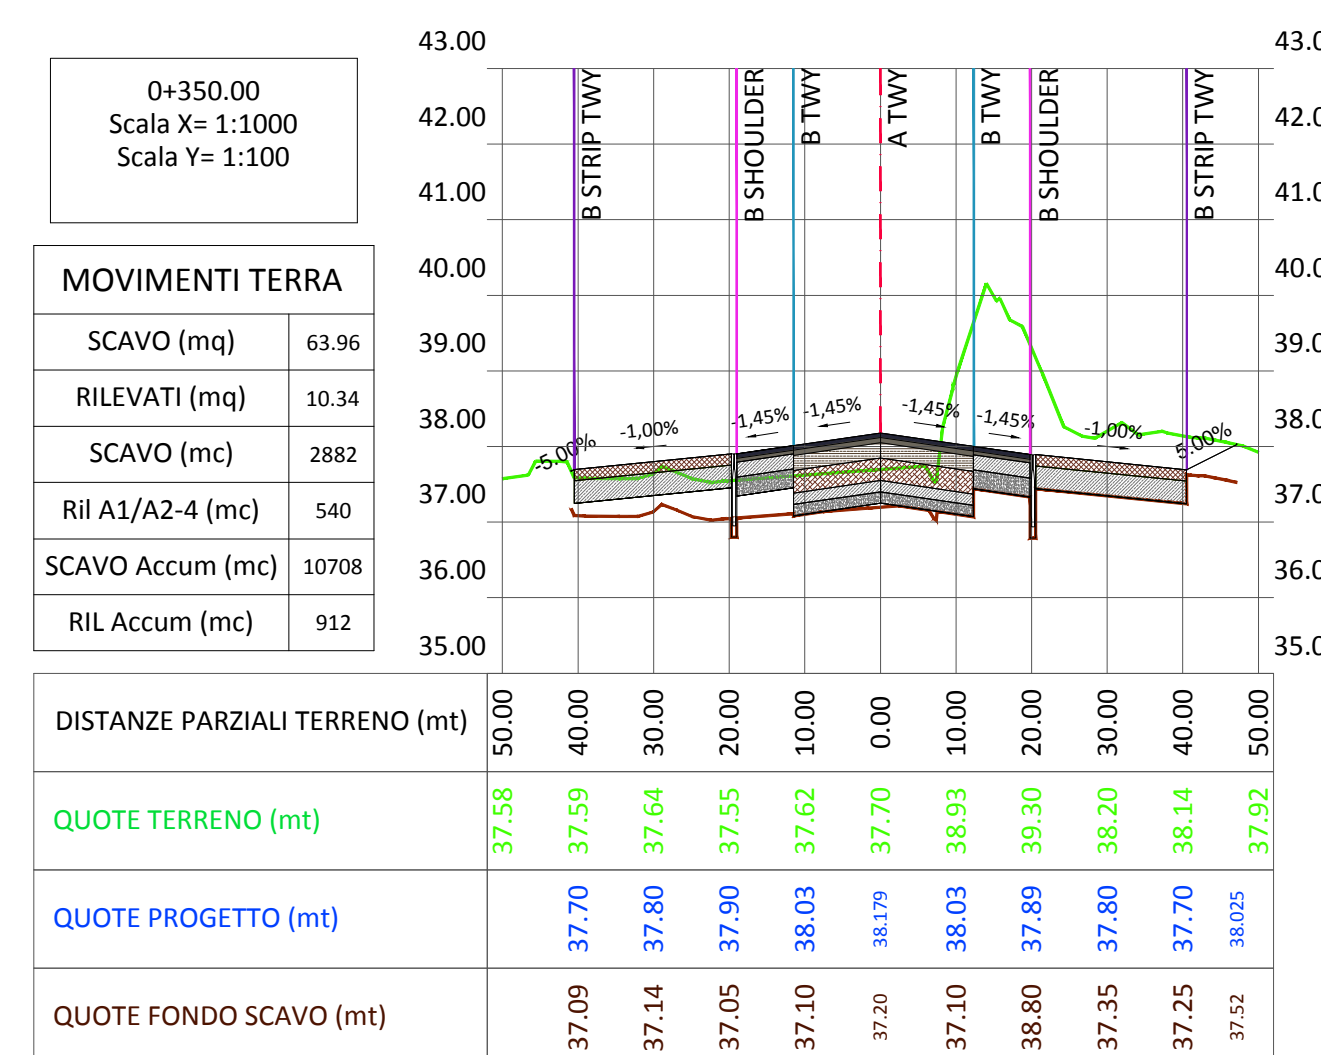 0+350.00
Scala X= 1:1000
Scala Y= 1:100
MOVIMENTI TERRA
SCAVO (mq) 63.96
RILEVATI (mq) 10.34
SCAVO (mc) 2882
Ril A1/A2-4 (mc) 540
SCAVO Accum (mc) 10708
RIL Accum (mc) 912
43.00
42.00
41.00
40.00
39.00
38.00
37.00
36.00
35.00
B STRIP TWY
B SHOULDER
B TWY
A TWY
B TWY
B SHOULDER
B STRIP TWY
-5.00%
-1,00%
-1,45%
-1,45%
-1,45%
-1,45%
-1,00%
5.00%
43.0
42.0
41.0
40.0
39.0
38.0
37.0
36.0
35.0
DISTANZE PARZIALI TERRENO (mt) 50.00 40.00 30.00 20.00 10.00 0.00 10.00 20.00 30.00 40.00 50.00
QUOTE TERRENO (mt) 37.58 37.59 37.64 37.55 37.62 37.70 38.93 39.30 38.20 38.14 37.92
QUOTE PROGETTO (mt) 37.70 37.80 37.90 38.03 38.179 38.03 37.89 37.80 37.70 38.025
QUOTE FONDO SCAVO (mt) 37.09 37.14 37.05 37.10 37.20 37.10 38.80 37.35 37.25 37.52